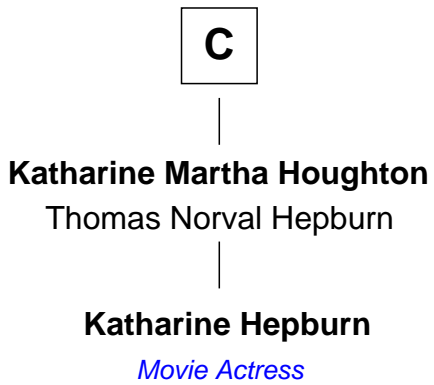 C
Katharine Martha Houghton
Thomas Norval Hepburn
Katharine Hepburn
Movie Actress